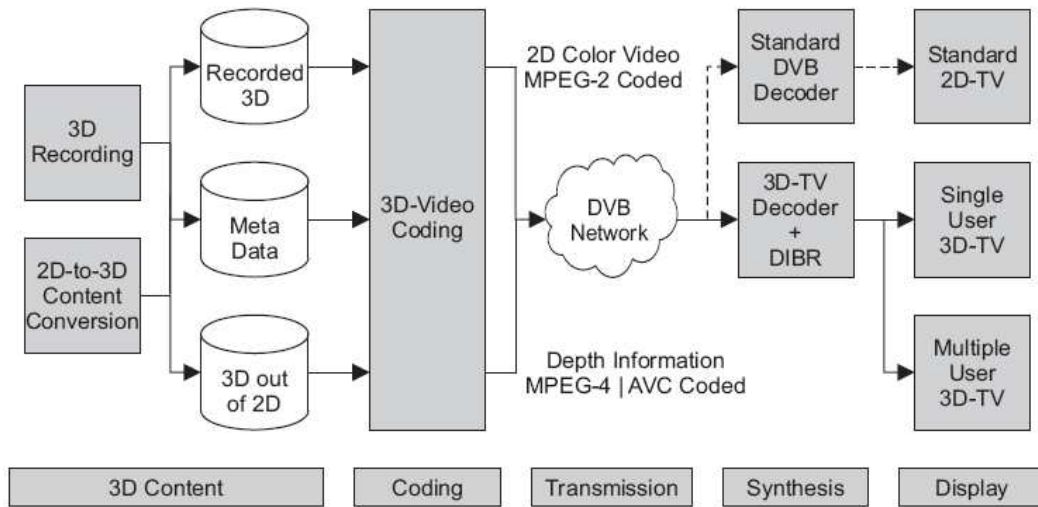 3D
Recording
2D-to-3D
Content
Conversion
Recorded
3D
Meta
Data
3D out
of 2D
3D-Video
Coding
2D Color Video
MPEG-2 Coded
DVB
Network
Depth Information
MPEG-4 | AVC Coded
Standard
DVB
Decoder
3D-TV
Decoder
+
DIBR
Standard
2D-TV
Single
User
3D-TV
Multiple
User
3D-TV
3D Content
Coding
Transmission
Synthesis
Display